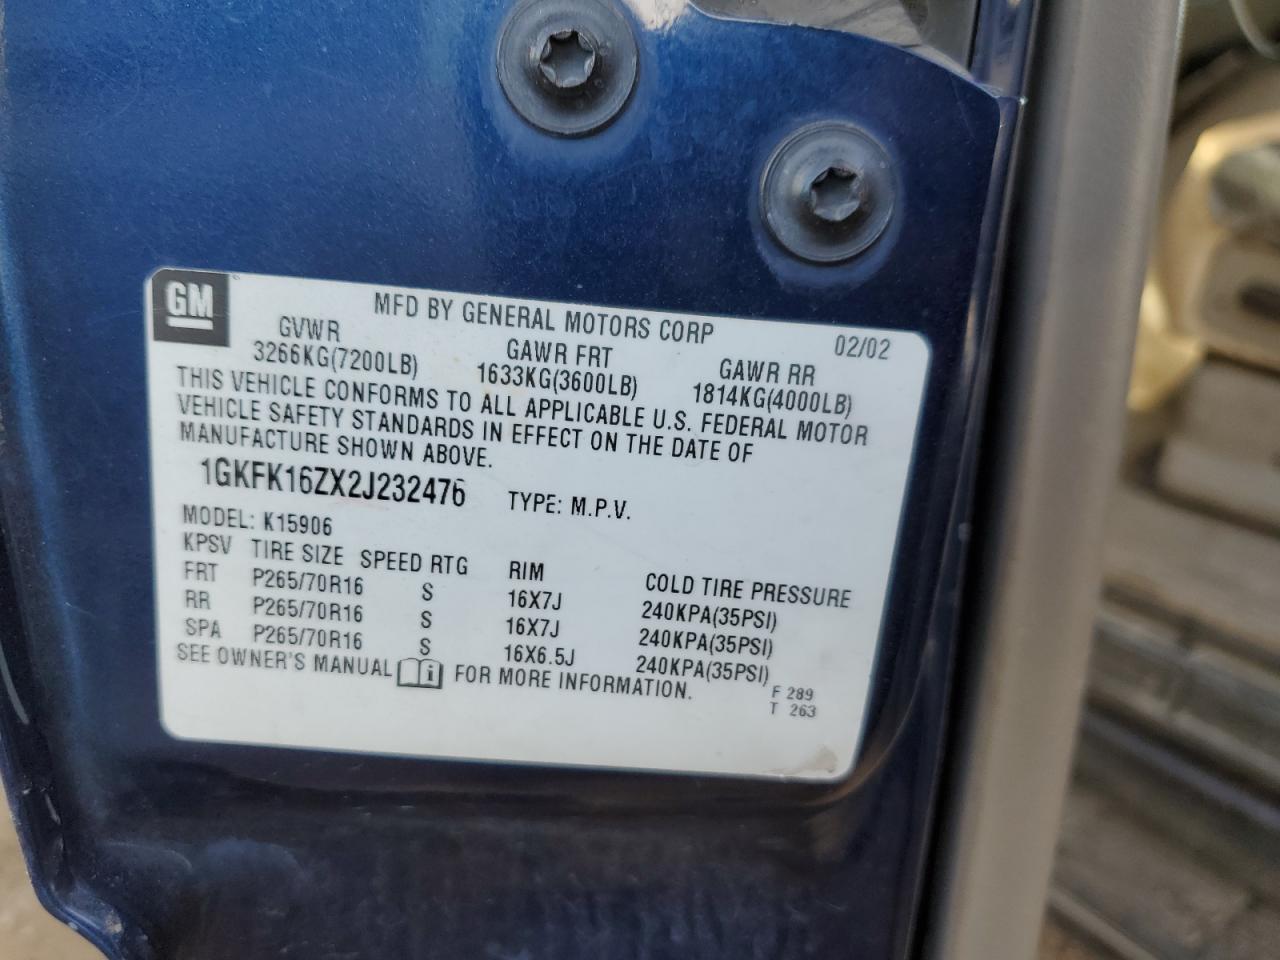 GM
MFD BY GENERAL MOTORS CORP 02/02
GVWR GAWR FRT GAWR RR
3266KG(7200LB) 1633KG(3600LB) 1814KG(4000LB)
THIS VEHICLE CONFORMS TO ALL APPLICABLE U.S. FEDERAL MOTOR
VEHICLE SAFETY STANDARDS IN EFFECT ON THE DATE OF
MANUFACTURE SHOWN ABOVE.
1GKFK16ZX2J232476 TYPE: M.P.V.
MODEL: K15906
KPSV TIRE SIZE SPEED RTG RIM COLD TIRE PRESSURE
FRT P265/70R16 S 16X7J 240KPA(35PSI)
RR P265/70R16 S 16X7J 240KPA(35PSI)
SPA P265/70R16 S 16X6.5J 240KPA(35PSI)
SEE OWNER'S MANUAL i FOR MORE INFORMATION.
F 289
T 263